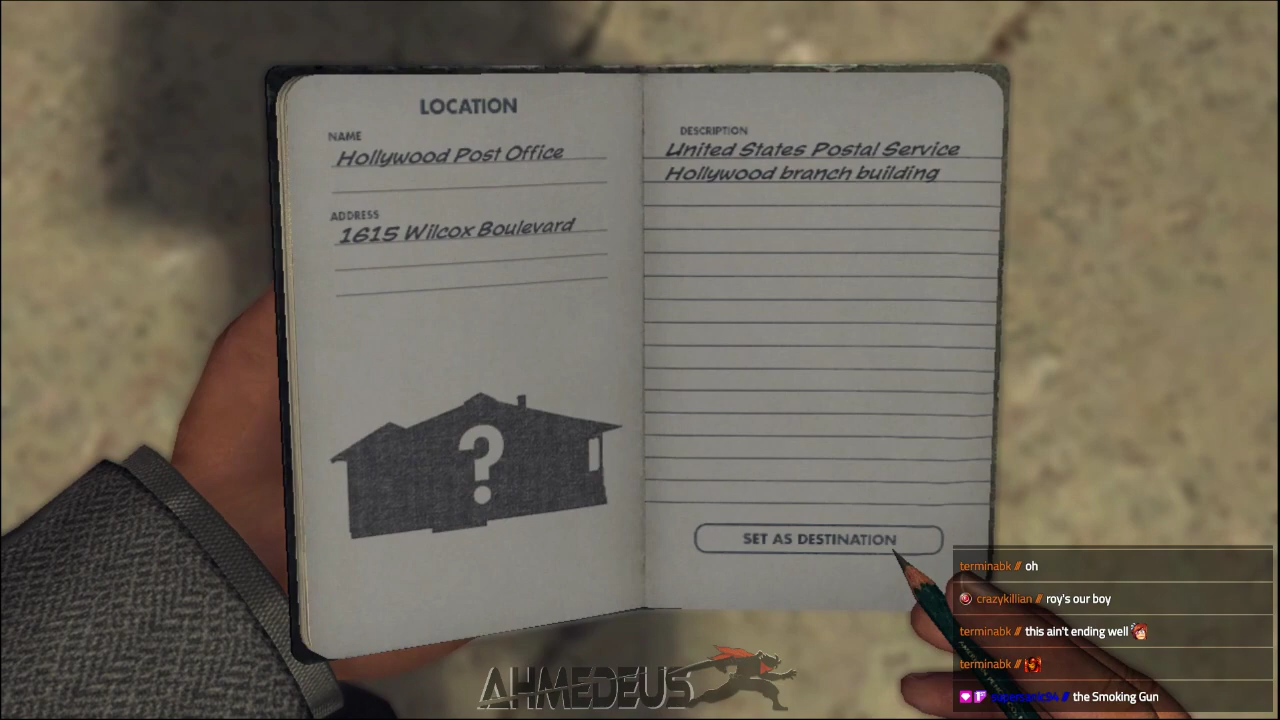 LOCATION
NAME
Hollywood Post Office
ADDRESS
1615 Wilcox Boulevard
?
DESCRIPTION
United States Postal Service
Hollywood branch building
SET AS DESTINATION
terminabk // oh
crazykillian // roy's our boy
terminabk // this ain't ending well
terminabk //
// the Smoking Gun
AHMEDEUS